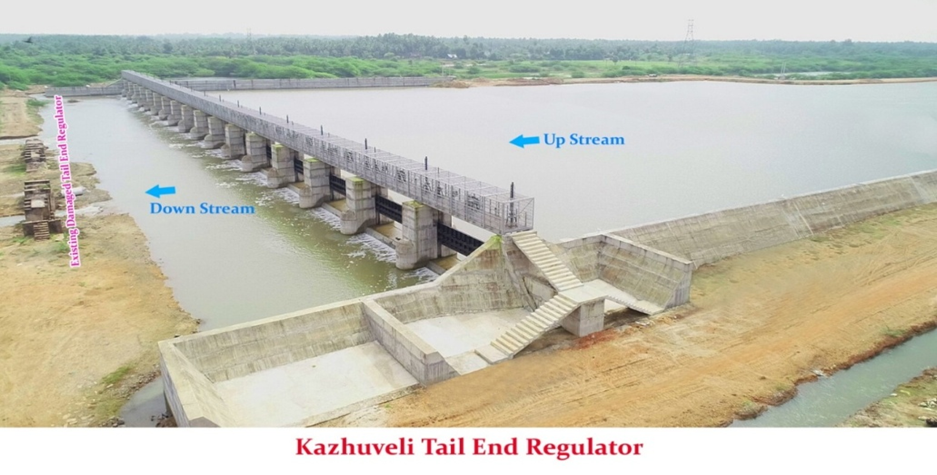 Existing Damaged Tail End Regulator
Up Stream
Down Stream
Kazhuveli Tail End Regulator